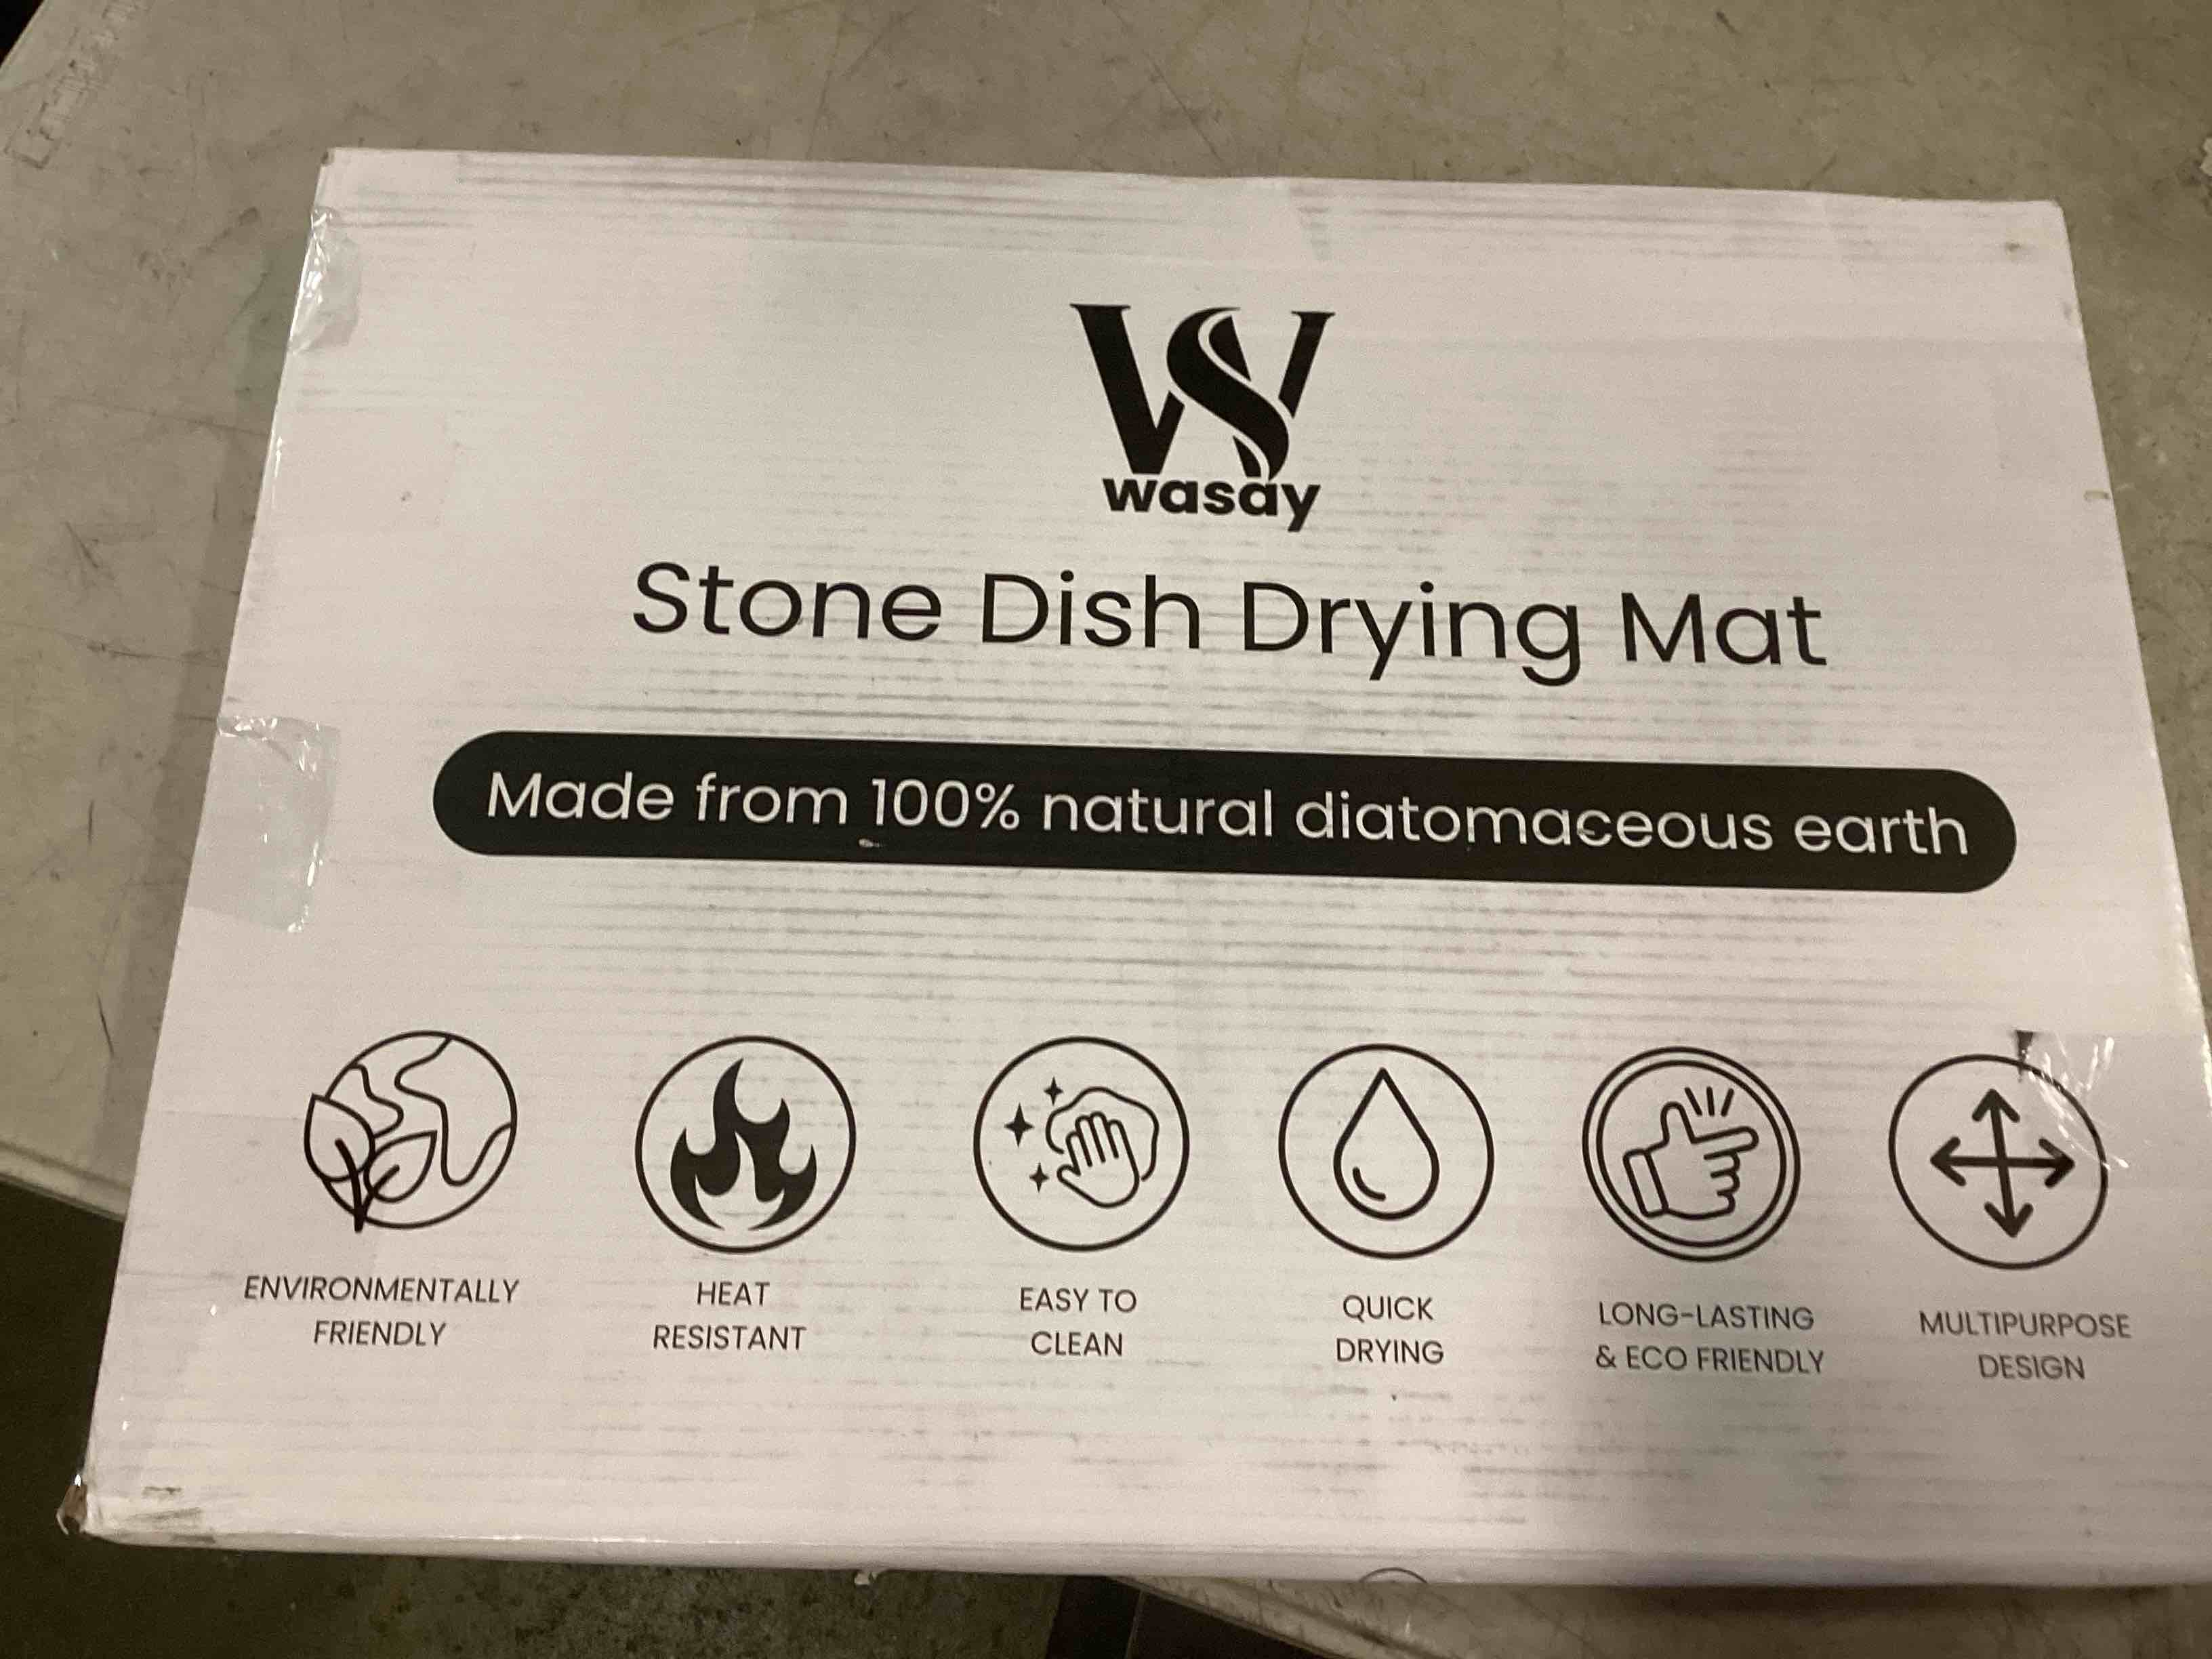 wasay
Stone Dish Drying Mat
Made from 100% natural diatomaceous earth
ENVIRONMENTALLY
FRIENDLY
HEAT
RESISTANT
EASY TO
CLEAN
QUICK
DRYING
LONG-LASTING
& ECO FRIENDLY
MULTIPURPOSE
DESIGN